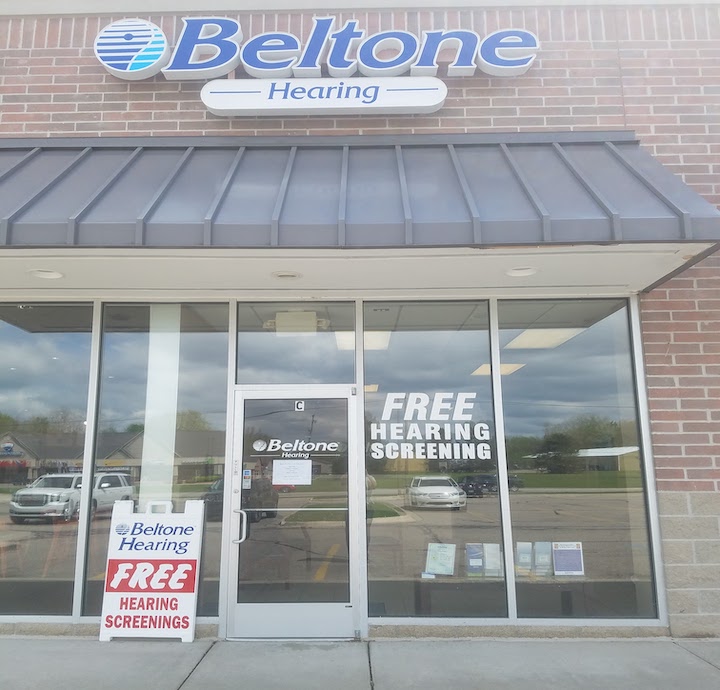 Beltone
Hearing
C
Beltone
Hearing
FREE
HEARING
SCREENING
Beltone
Hearing
FREE
HEARING
SCREENINGS